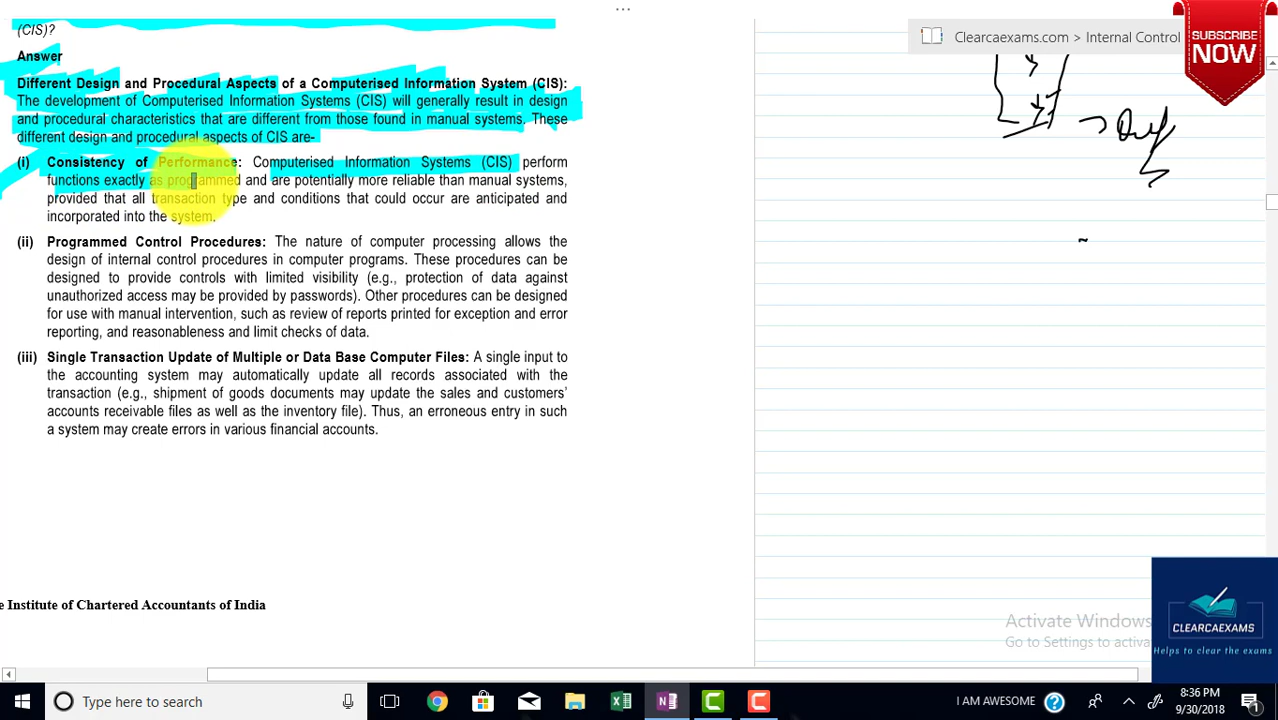 (CIS)?
Answer
Different Design and Procedural Aspects of a Computerised Information System (CIS):
The development of Computerised Information Systems (CIS) will generally result in design
and procedural characteristics that are different from those found in manual systems. These
different design and procedural aspects of CIS are-
(i) Consistency of Performance: Computerised Information Systems (CIS) perform
functions exactly as programmed and are potentially more reliable than manual systems,
provided that all transaction type and conditions that could occur are anticipated and
incorporated into the system.
(ii) Programmed Control Procedures: The nature of computer processing allows the
design of internal control procedures in computer programs. These procedures can be
designed to provide controls with limited visibility (e.g., protection of data against
unauthorized access may be provided by passwords). Other procedures can be designed
for use with manual intervention, such as review of reports printed for exception and error
reporting, and reasonableness and limit checks of data.
(iii) Single Transaction Update of Multiple or Data Base Computer Files: A single input to
the accounting system may automatically update all records associated with the
transaction (e.g., shipment of goods documents may update the sales and customers'
accounts receivable files as well as the inventory file). Thus, an erroneous entry in such
a system may create errors in various financial accounts.
e Institute of Chartered Accountants of India
Clearcaexams.com > Internal Control
SUBSCRIBE
NOW
Activate Windows
Go to Settings to activa
CLEARCAEXAMS
Helps to clear the exams
Type here to search
I AM AWESOME
8:36 PM
9/30/2018
1